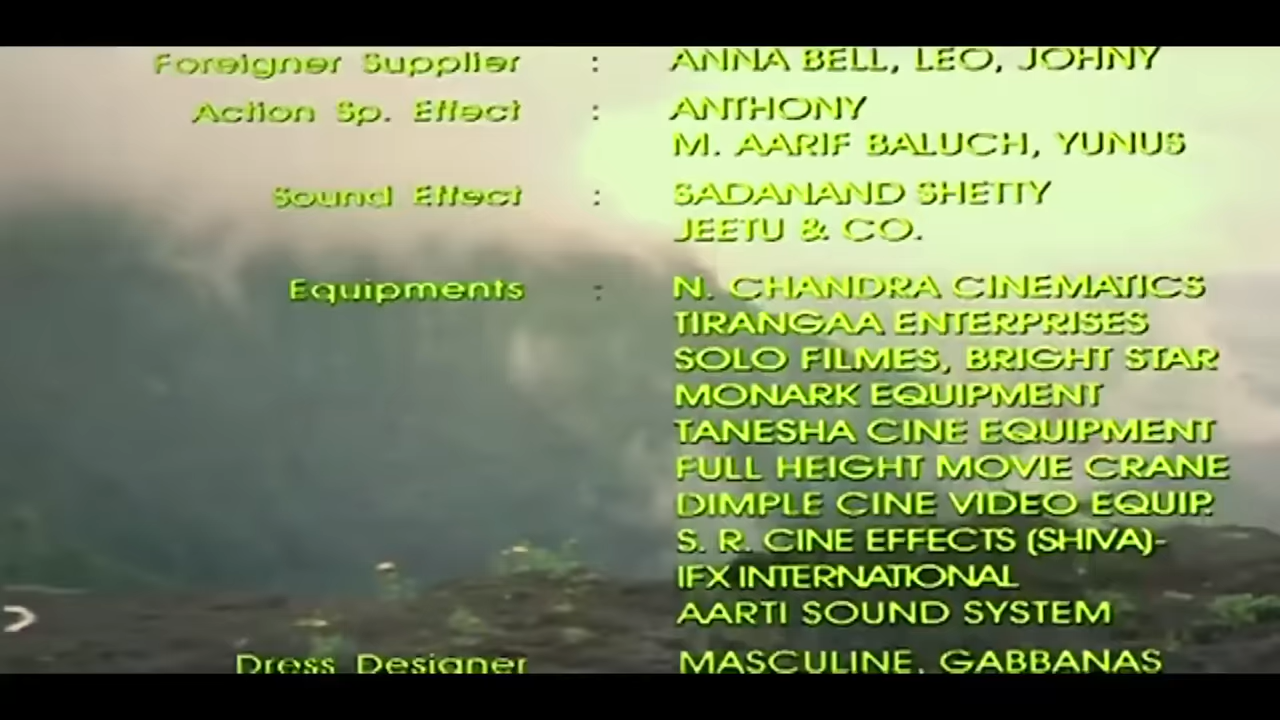 Foreigner Supplier : ANNA BELL, LEO, JOHNY
Action Sp. Effect : ANTHONY
M. AARIF BALUCH, YUNUS
Sound Effect : SADANAND SHETTY
JEETU & CO.
Equipments : N. CHANDRA CINEMATICS
TIRANGAA ENTERPRISES
SOLO FILMES, BRIGHT STAR
MONARK EQUIPMENT
TANESHA CINE EQUIPMENT
FULL HEIGHT MOVIE CRANE
DIMPLE CINE VIDEO EQUIP.
S. R. CINE EFFECTS (SHIVA)-
IFX INTERNATIONAL
AARTI SOUND SYSTEM
Dress Designer MASCULINE, GABBANAS